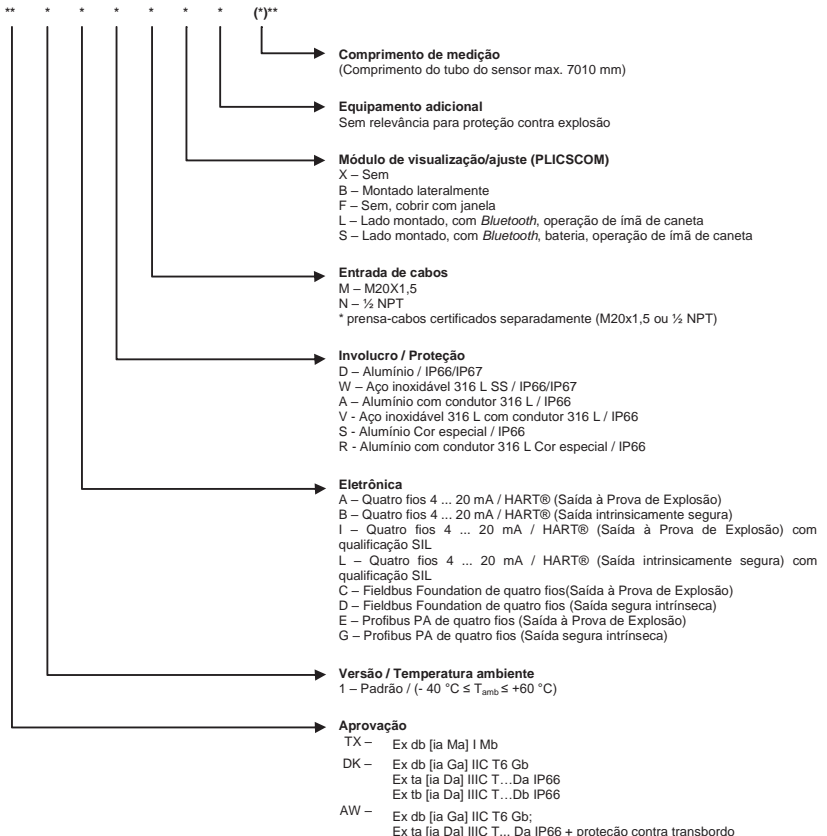 ** * * * * * * (*)**
Comprimento de medição
(Comprimento do tubo do sensor max. 7010 mm)
Equipamento adicional
Sem relevância para proteção contra explosão
Módulo de visualização/ajuste (PLICSCOM)
X – Sem
B – Montado lateralmente
F – Sem, cobrir com janela
L – Lado montado, com Bluetooth, operação de ímã de caneta
S – Lado montado, com Bluetooth, bateria, operação de ímã de caneta
Entrada de cabos
M – M20X1,5
N – ½ NPT
* prensa-cabos certificados separadamente (M20x1,5 ou ½ NPT)
Involucro / Proteção
D – Alumínio / IP66/IP67
W – Aço inoxidável 316 L SS / IP66/IP67
A – Alumínio com condutor 316 L / IP66
V - Aço inoxidável 316 L com condutor 316 L / IP66
S - Alumínio Cor especial / IP66
R - Alumínio com condutor 316 L Cor especial / IP66
Eletrônica
A – Quatro fios 4 ... 20 mA / HART® (Saída à Prova de Explosão)
B – Quatro fios 4 ... 20 mA / HART® (Saída intrinsicamente segura)
I – Quatro fios 4 ... 20 mA / HART® (Saída à Prova de Explosão) com
qualificação SIL
L – Quatro fios 4 ... 20 mA / HART® (Saída intrinsicamente segura) com
qualificação SIL
C – Fieldbus Foundation de quatro fios(Saída à Prova de Explosão)
D – Fieldbus Foundation de quatro fios (Saída segura intrínseca)
E – Profibus PA de quatro fios (Saída à Prova de Explosão)
G – Profibus PA de quatro fios (Saída segura intrínseca)
Versão / Temperatura ambiente
1 – Padrão / (- 40 °C ≤ Tamb ≤ +60 °C)
Aprovação
TX – Ex db [ia Ma] I Mb
DK – Ex db [ia Ga] IIC T6 Gb
Ex ta [ia Da] IIIC T…Da IP66
Ex tb [ia Da] IIIC T…Db IP66
AW – Ex db [ia Ga] IIC T6 Gb;
Ex ta [ia Da] IIIC T... Da IP66 + proteção contra transbordo